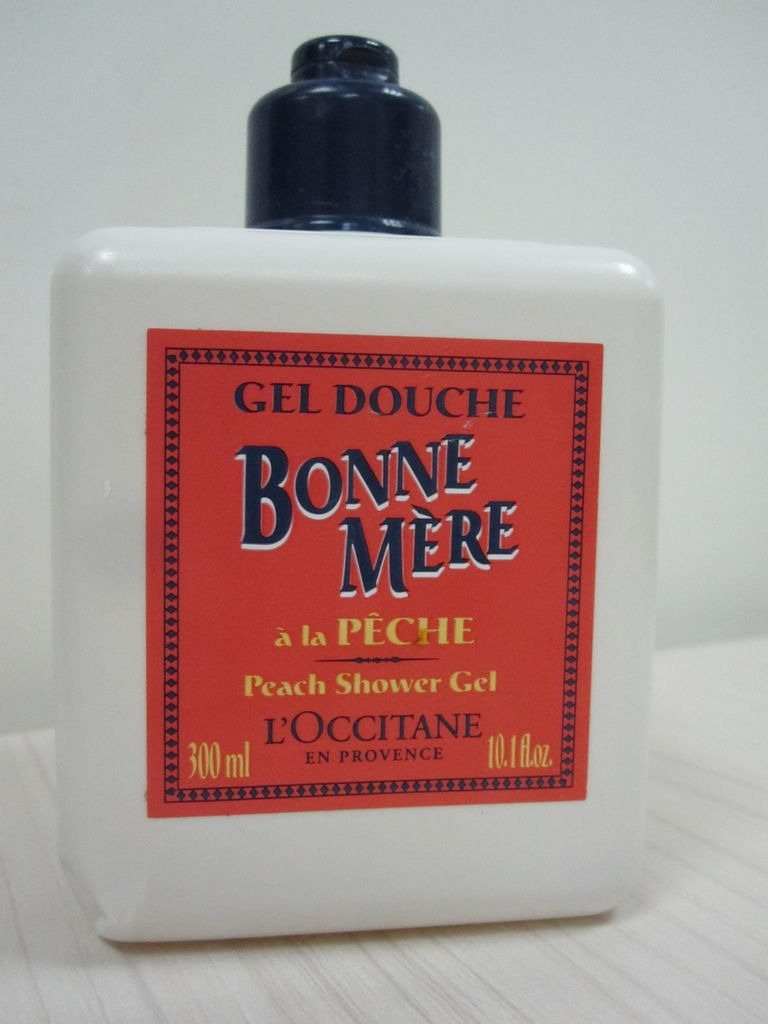 GEL DOUCHE
BONNE
MÈRE
à la PÊCHE
Peach Shower Gel
L'OCCITANE
EN PROVENCE
300 ml
10.1 fl.oz.